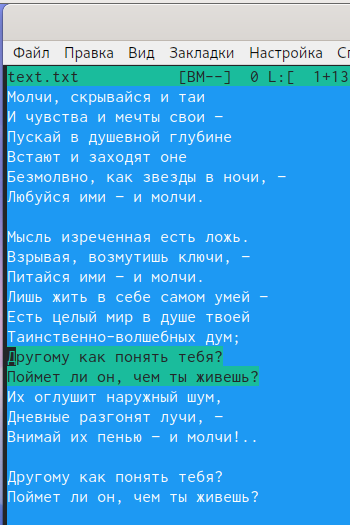 Файл Правка Вид Закладки Настройка
text.txt [BM--] 0 L:[ 1+13
Молчи, скрывайся и таи
И чувства и мечты свои –
Пускай в душевной глубине
Встают и заходят оне
Безмолвно, как звезды в ночи, –
Любуйся ими – и молчи.
Мысль изреченная есть ложь.
Взрывая, возмутишь ключи, –
Питайся ими – и молчи.
Лишь жить в себе самом умей –
Есть целый мир в душе твоей
Таинственно-волшебных дум;
Другому как понять тебя?
Поймет ли он, чем ты живешь?
Их оглушит наружный шум,
Дневные разгонят лучи, –
Внимай их пенью – и молчи!..
Другому как понять тебя?
Поймет ли он, чем ты живешь?